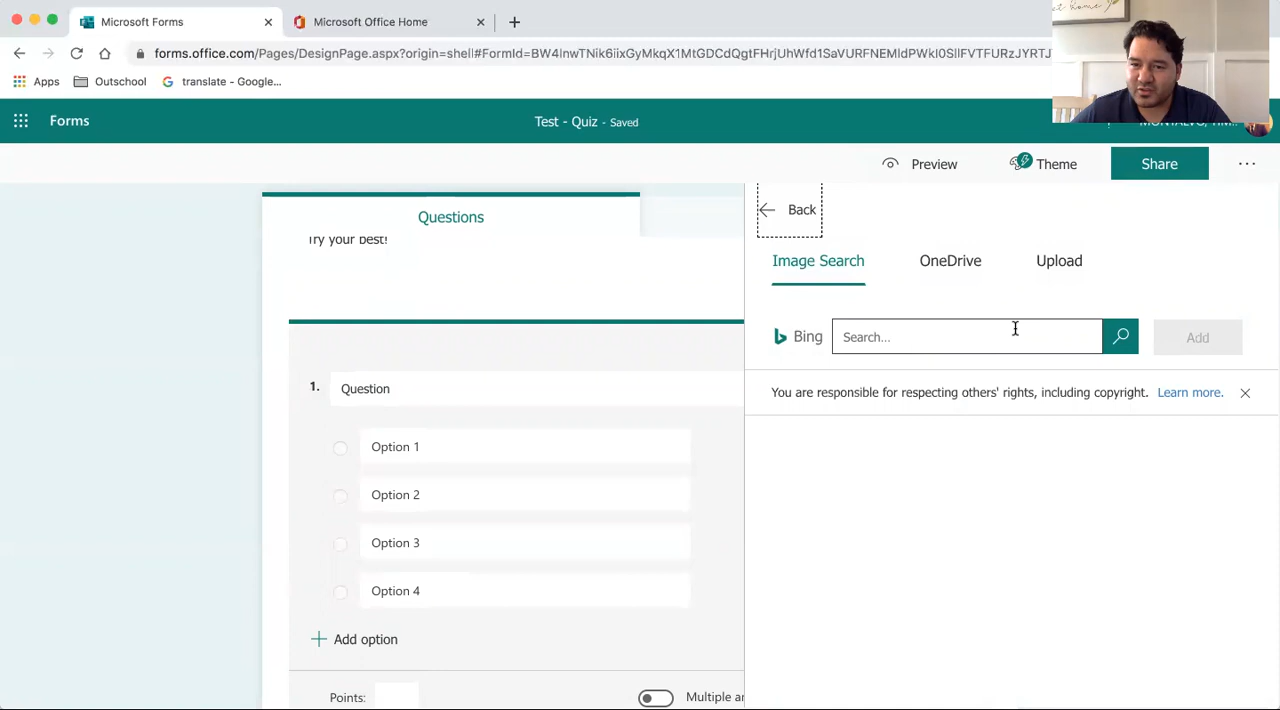 Microsoft Forms
Microsoft Office Home
forms.office.com/Pages/DesignPage.aspx?origin=shell#FormId=
Apps
Outschool
translate - Google...
Forms
Test - Quiz - Saved
Preview
Theme
Share
Questions
Try your best!
Back
Image Search
OneDrive
Upload
Bing
Search...
Add
You are responsible for respecting others' rights, including copyright. Learn more.
1. Question
Option 1
Option 2
Option 3
Option 4
Add option
Points:
Multiple